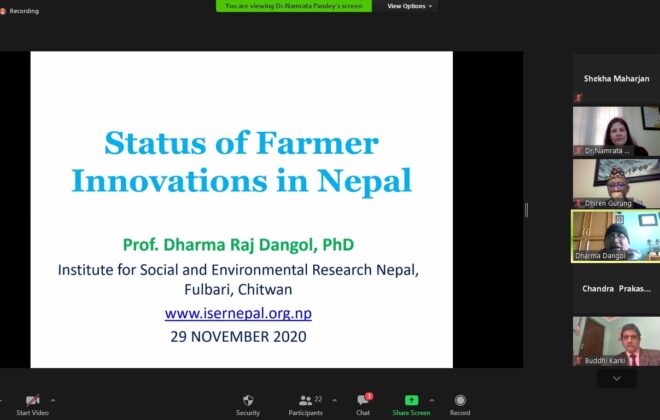 Recording
You are viewing Dr.Namrata Pandey's screen
View Options
Status of Farmer
Innovations in Nepal
Prof. Dharma Raj Dangol, PhD
Institute for Social and Environmental Research Nepal,
Fulbari, Chitwan
www.isernepal.org.np
29 NOVEMBER 2020
Shekha Maharjan
Dr.Namrata ...
Dhiren Gurung
Dharma Dangol
Chandra Prakas...
Buddhi Karki
Start Video
Security
Participants
22
Chat
Share Screen
Record